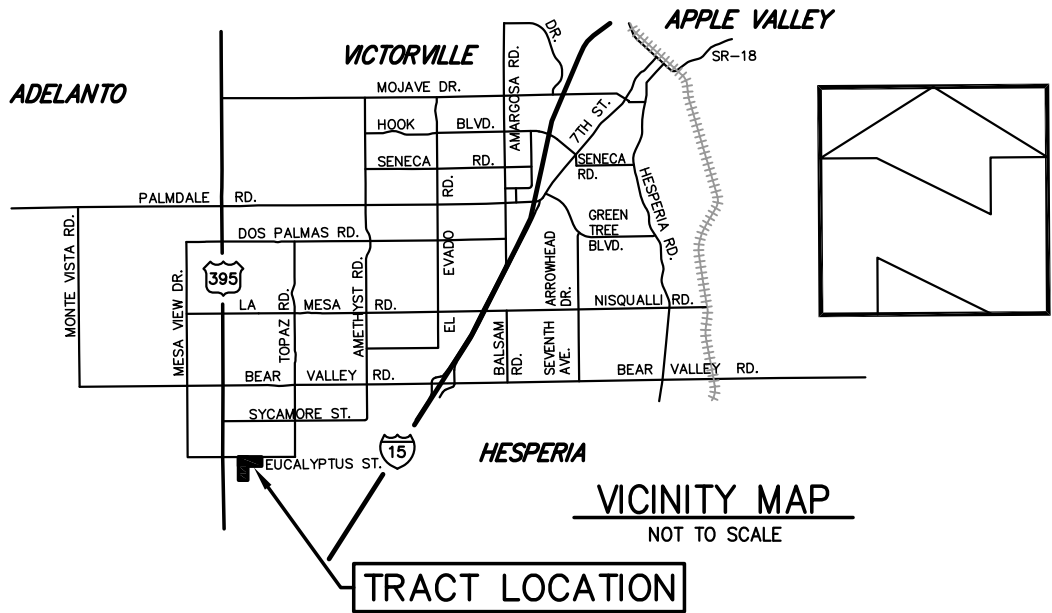 APPLE VALLEY
DR.
VICTORVILLE
SR-18
ADELANTO
MOJAVE DR.
AMARGOSA RD.
7TH ST.
HOOK BLVD.
SENECA RD.
SENECA
RD.
HESPERIA RD.
PALMDALE RD.
GREEN
TREE
BLVD.
MONTE VISTA RD.
DOS PALMAS RD.
EL EVADO RD.
ARROWHEAD
DR.
395
MESA VIEW DR.
TOPAZ RD.
AMETHYST RD.
LA MESA RD.
NISQUALLI RD.
BALSAM
RD.
SEVENTH
AVE.
BEAR VALLEY RD.
BEAR VALLEY RD.
SYCAMORE ST.
15
EUCALYPTUS ST.
HESPERIA
VICINITY MAP
NOT TO SCALE
TRACT LOCATION